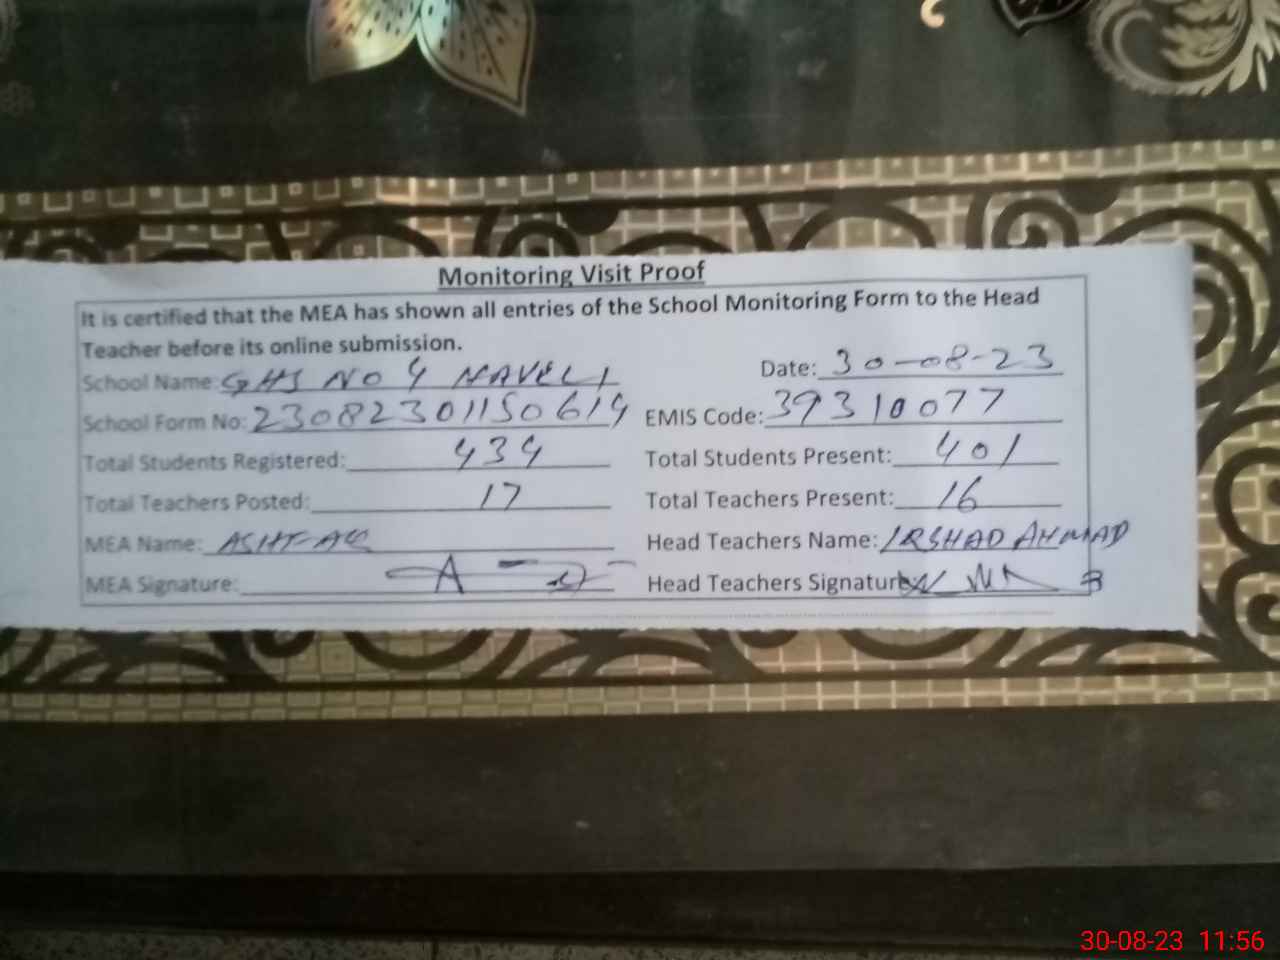 Monitoring Visit Proof
It is certified that the MEA has shown all entries of the School Monitoring Form to the Head
Teacher before its online submission.
School Name: GHS NO 4 HAVELI Date: 30-08-23
School Form No: 23082301150614 EMIS Code: 39310077
Total Students Registered: 434 Total Students Present: 401
Total Teachers Posted: 17 Total Teachers Present: 16
MEA Name: ASHFAQ Head Teachers Name: IRSHAD AHMAD
MEA Signature: Head Teachers Signature:
30-08-23 11:56